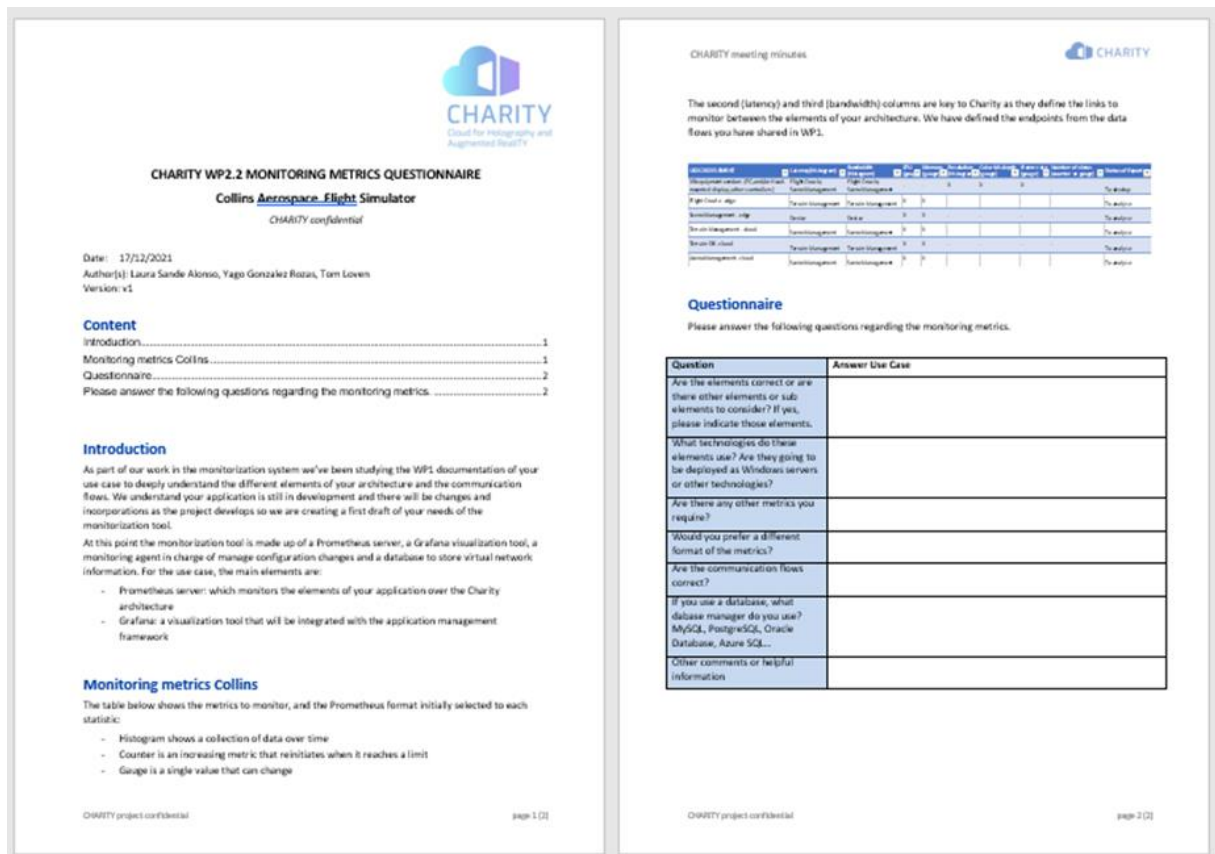 CHARITY
Cloud for Holography and
Augmented RealITY
CHARITY WP2.2 MONITORING METRICS QUESTIONNAIRE
Collins Aerospace Flight Simulator
CHARITY confidential
Date: 17/12/2021
Author(s): Laura Sande Alonso, Yago Gonzalez Rozas, Tom Loven
Version: v1
Content
Introduction 1
Monitoring metrics Collins 1
Questionnaire 2
Please answer the following questions regarding the monitoring metrics. 2
Introduction
As part of our work in the monitorization system we've been studying the WP1 documentation of your
use case to deeply understand the different elements of your architecture and the communication
flows. We understand your application is still in development and there will be changes and
incorporations as the project develops so we are creating a first draft of your needs of the
monitorization tool.
At this point the monitorization tool is made up of a Prometheus server, a Grafana visualization tool, a
monitoring agent in charge of manage configuration changes and a database to store virtual network
information. For the use case, the main elements are:
- Prometheus server: which monitors the elements of your application over the Charity
architecture
- Grafana: a visualization tool that will be integrated with the application management
framework
Monitoring metrics Collins
The table below shows the metrics to monitor, and the Prometheus format initially selected to each
statistic:
- Histogram shows a collection of data over time
- Counter is an increasing metric that reinitiates when it reaches a limit
- Gauge is a single value that can change
CHARITY project confidential page 1 (2)
CHARITY meeting minutes
CHARITY
The second (latency) and third (bandwidth) columns are key to Charity as they define the links to
monitor between the elements of your architecture. We have defined the endpoints from the data
flows you have shared in WP1.
Questionnaire
Please answer the following questions regarding the monitoring metrics.
Question Answer Use Case
Are the elements correct or are
there other elements or sub
elements to consider? If yes,
please indicate those elements.
What technologies do these
elements use? Are they going to
be deployed as Windows servers
or other technologies?
Are there any other metrics you
require?
Would you prefer a different
format of the metrics?
Are the communication flows
correct?
If you use a database, what
dabase manager do you use?
MySQL, PostgreSQL, Oracle
Database, Azure SQL...
Other comments or helpful
information
CHARITY project confidential page 2 (2)